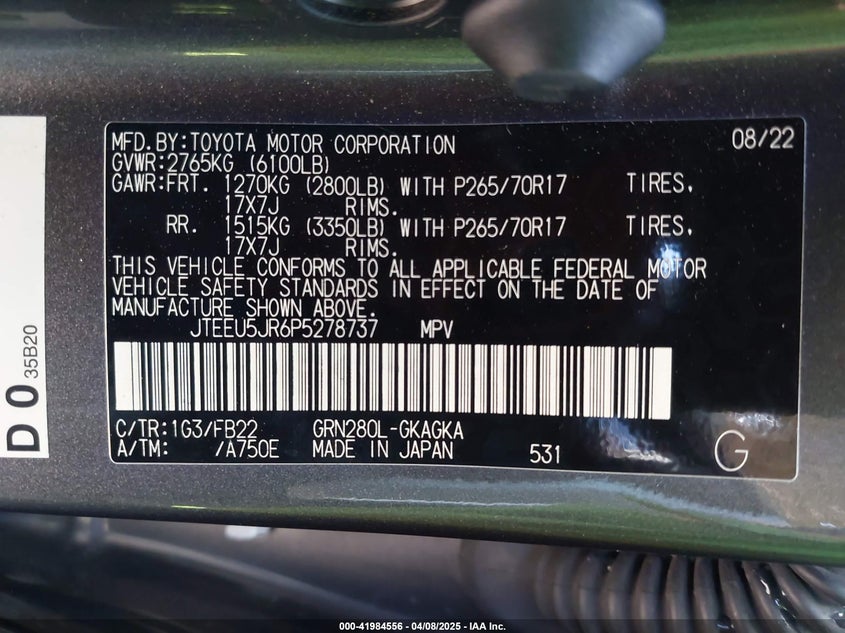 MFD.BY:TOYOTA MOTOR CORPORATION 08/22
GVWR:2765KG (6100LB)
GAWR:FRT. 1270KG (2800LB) WITH P265/70R17 TIRES,
17X7J RIMS.
RR. 1515KG (3350LB) WITH P265/70R17 TIRES,
17X7J RIMS.
THIS VEHICLE CONFORMS TO ALL APPLICABLE FEDERAL MOTOR
VEHICLE SAFETY STANDARDS IN EFFECT ON THE DATE OF
MANUFACTURE SHOWN ABOVE.
JTEEU5JR6P5278737 MPV
C/TR:1G3/FB22 GRN280L-GKAGKA
A/TM: /A750E MADE IN JAPAN 531 G
D 0 35B20
000-41984556 - 04/08/2025 - IAA Inc.